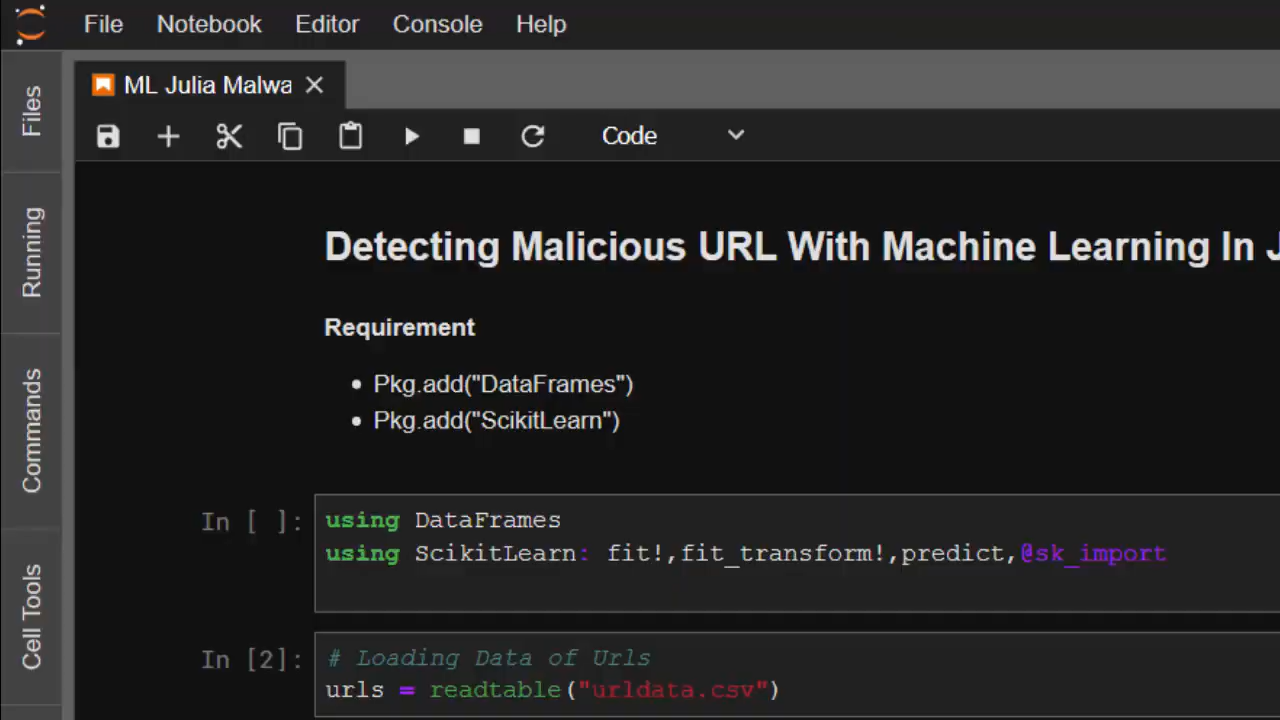 File Notebook Editor Console Help
ML Julia Malwa
Code
Files
Running
Commands
Cell Tools
Detecting Malicious URL With Machine Learning In J
Requirement
• Pkg.add("DataFrames")
• Pkg.add("ScikitLearn")
In [ ]:
using DataFrames
using ScikitLearn: fit!,fit_transform!,predict,@sk_import
In [2]:
# Loading Data of Urls
urls = readtable("urldata.csv")